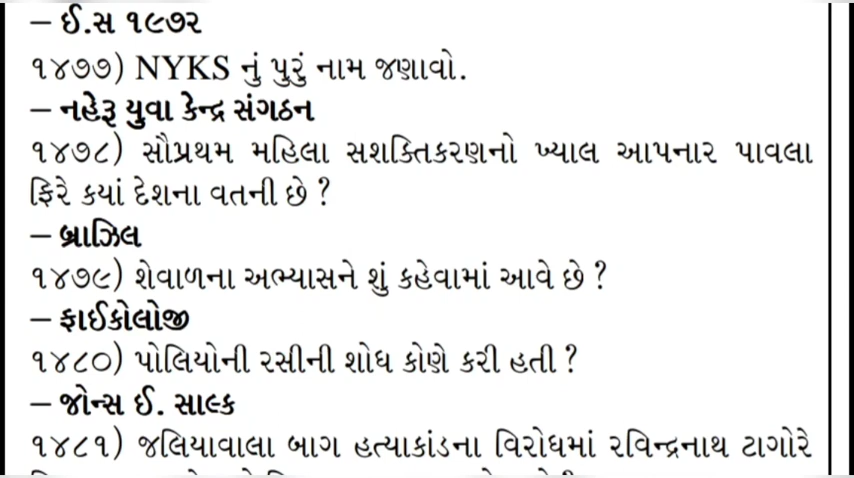 – ઈ.સ ૧૯૭૨
૧૪૭૭) NYKS નું પુરું નામ જણાવો.
– નહેરૂ યુવા કેન્દ્ર સંગઠન
૧૪૭૮) સૌપ્રથમ મહિલા સશક્તિકરણનો ખ્યાલ આપનાર પાવલા
ફિરે કયાં દેશના વતની છે ?
– બ્રાઝિલ
૧૪૭૯) શેવાળના અભ્યાસને શું કહેવામાં આવે છે ?
– ફાઈકોલોજી
૧૪૮૦) પોલિયોની રસીની શોધ કોણે કરી હતી ?
– જોન્સ ઈ. સાલ્ક
૧૪૮૧) જલિયાવાલા બાગ હત્યાકાંડના વિરોધમાં રવિન્દ્રનાથ ટાગોરે